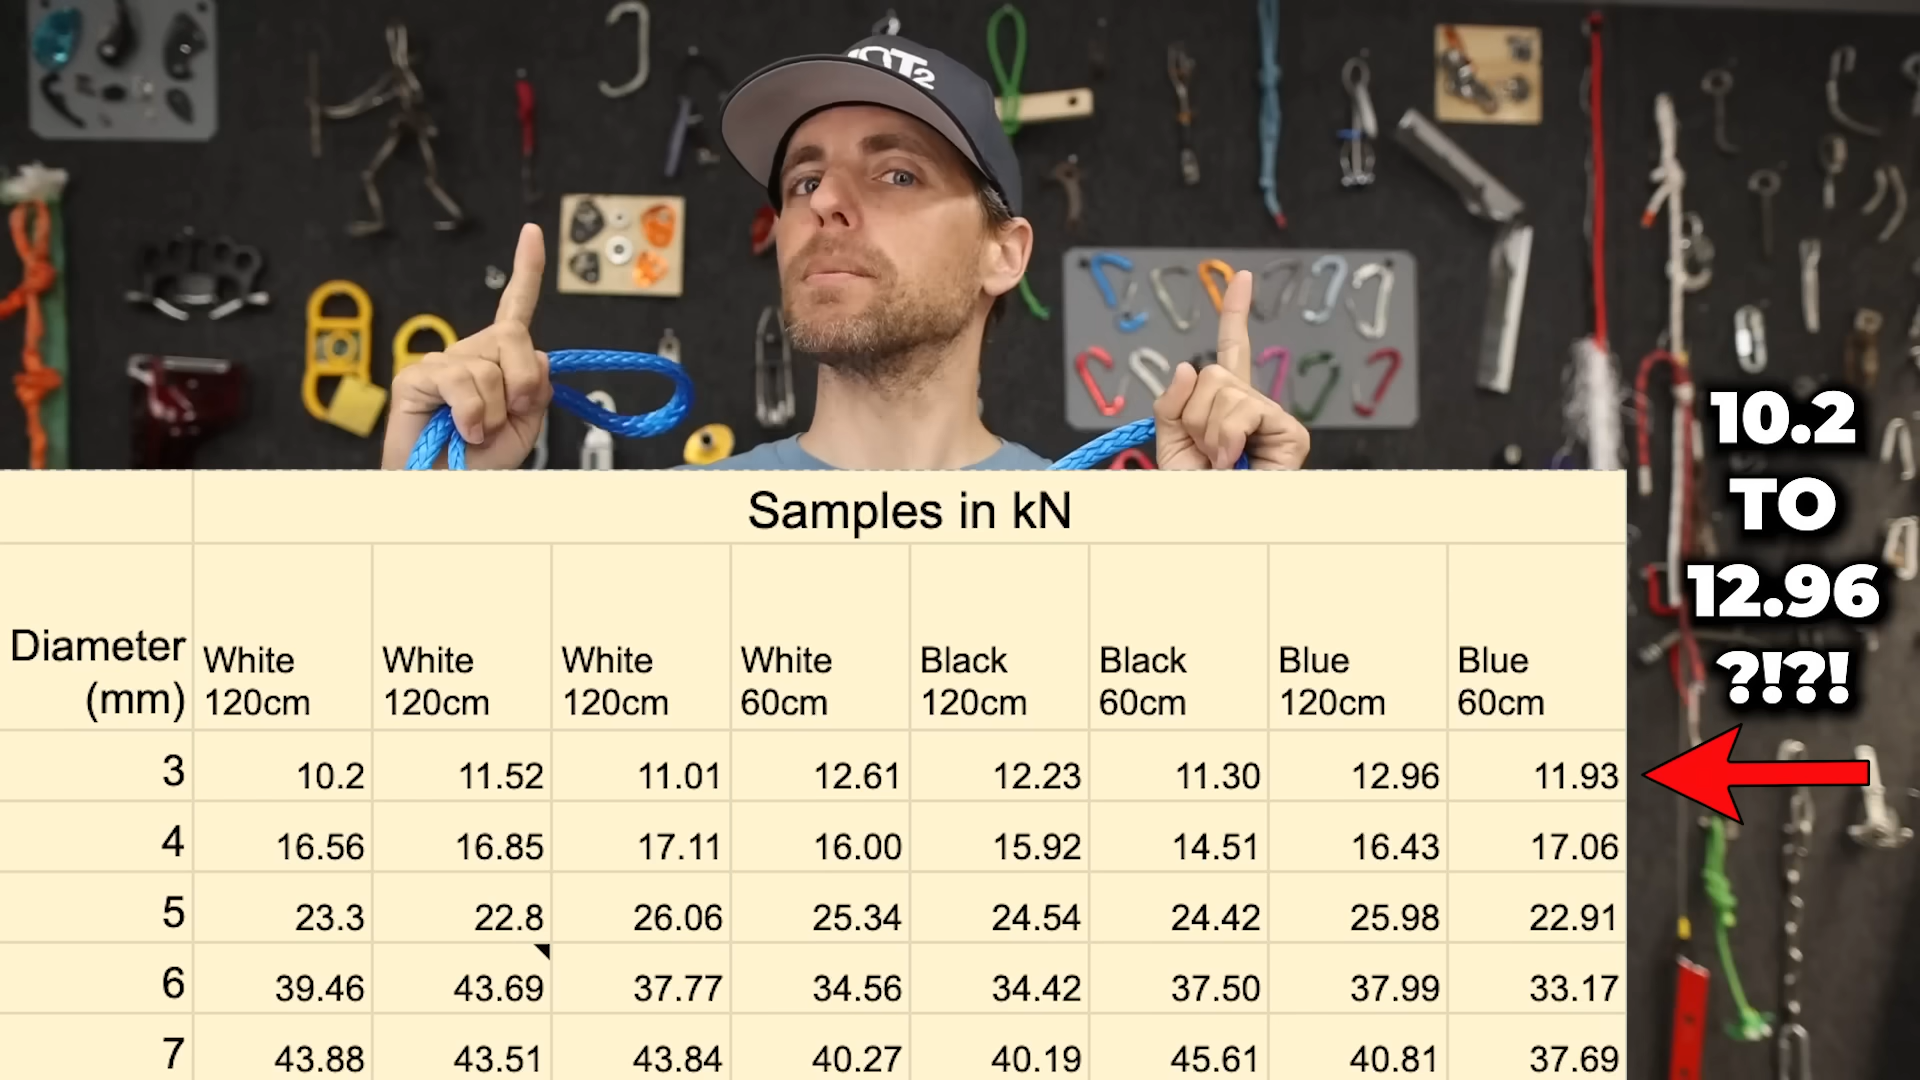 Samples in kN
Diameter (mm) White 120cm White 120cm White 120cm White 60cm Black 120cm Black 60cm Blue 120cm Blue 60cm
3 10.2 11.52 11.01 12.61 12.23 11.30 12.96 11.93
4 16.56 16.85 17.11 16.00 15.92 14.51 16.43 17.06
5 23.3 22.8 26.06 25.34 24.54 24.42 25.98 22.91
6 39.46 43.69 37.77 34.56 34.42 37.50 37.99 33.17
7 43.88 43.51 43.84 40.27 40.19 45.61 40.81 37.69
10.2
TO
12.96
?!?!